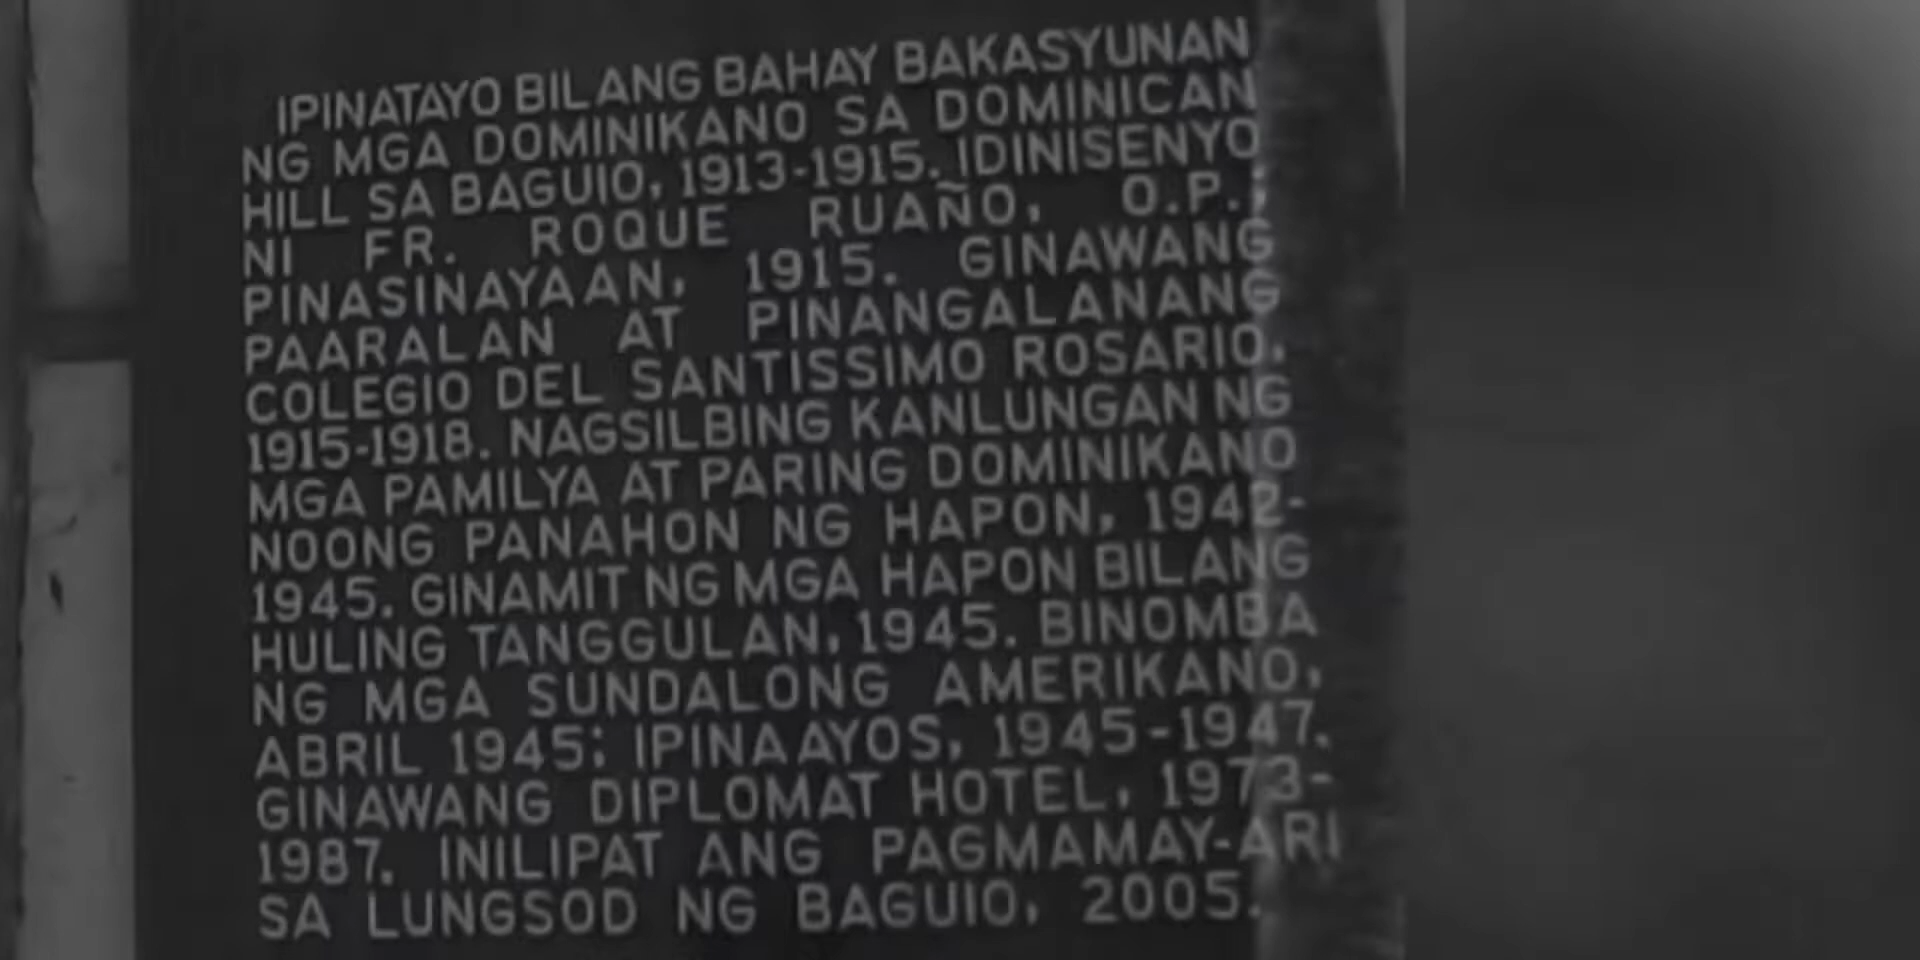 IPINATAYO BILANG BAHAY BAKASYUNAN
NG MGA DOMINIKANO SA DOMINICAN
HILL SA BAGUIO, 1913-1915. IDINISENYO
NI FR. ROQUE RUAÑO, O.P.;
PINASINAYAAN, 1915. GINAWANG
PAARALAN AT PINANGALANANG
COLEGIO DEL SANTISSIMO ROSARIO,
1915-1918. NAGSILBING KANLUNGAN NG
MGA PAMILYA AT PARING DOMINIKANO
NOONG PANAHON NG HAPON, 1942-
1945. GINAMIT NG MGA HAPON BILANG
HULING TANGGULAN, 1945. BINOMBA
NG MGA SUNDALONG AMERIKANO,
ABRIL 1945; IPINAAYOS, 1945-1947.
GINAWANG DIPLOMAT HOTEL, 1973-
1987. INILIPAT ANG PAGMAMAY-ARI
SA LUNGSOD NG BAGUIO, 2005.